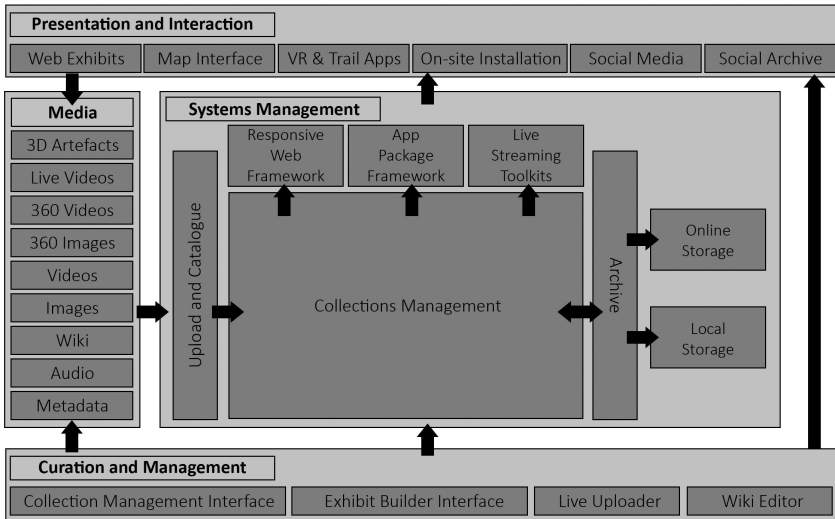 Presentation and Interaction
Web Exhibits
Map Interface
VR & Trail Apps
On-site Installation
Social Media
Social Archive
Media
3D Artefacts
Live Videos
360 Videos
360 Images
Videos
Images
Wiki
Audio
Metadata
Systems Management
Upload and Catalogue
Responsive
Web
Framework
App
Package
Framework
Live
Streaming
Toolkits
Collections Management
Archive
Online
Storage
Local
Storage
Curation and Management
Collection Management Interface
Exhibit Builder Interface
Live Uploader
Wiki Editor